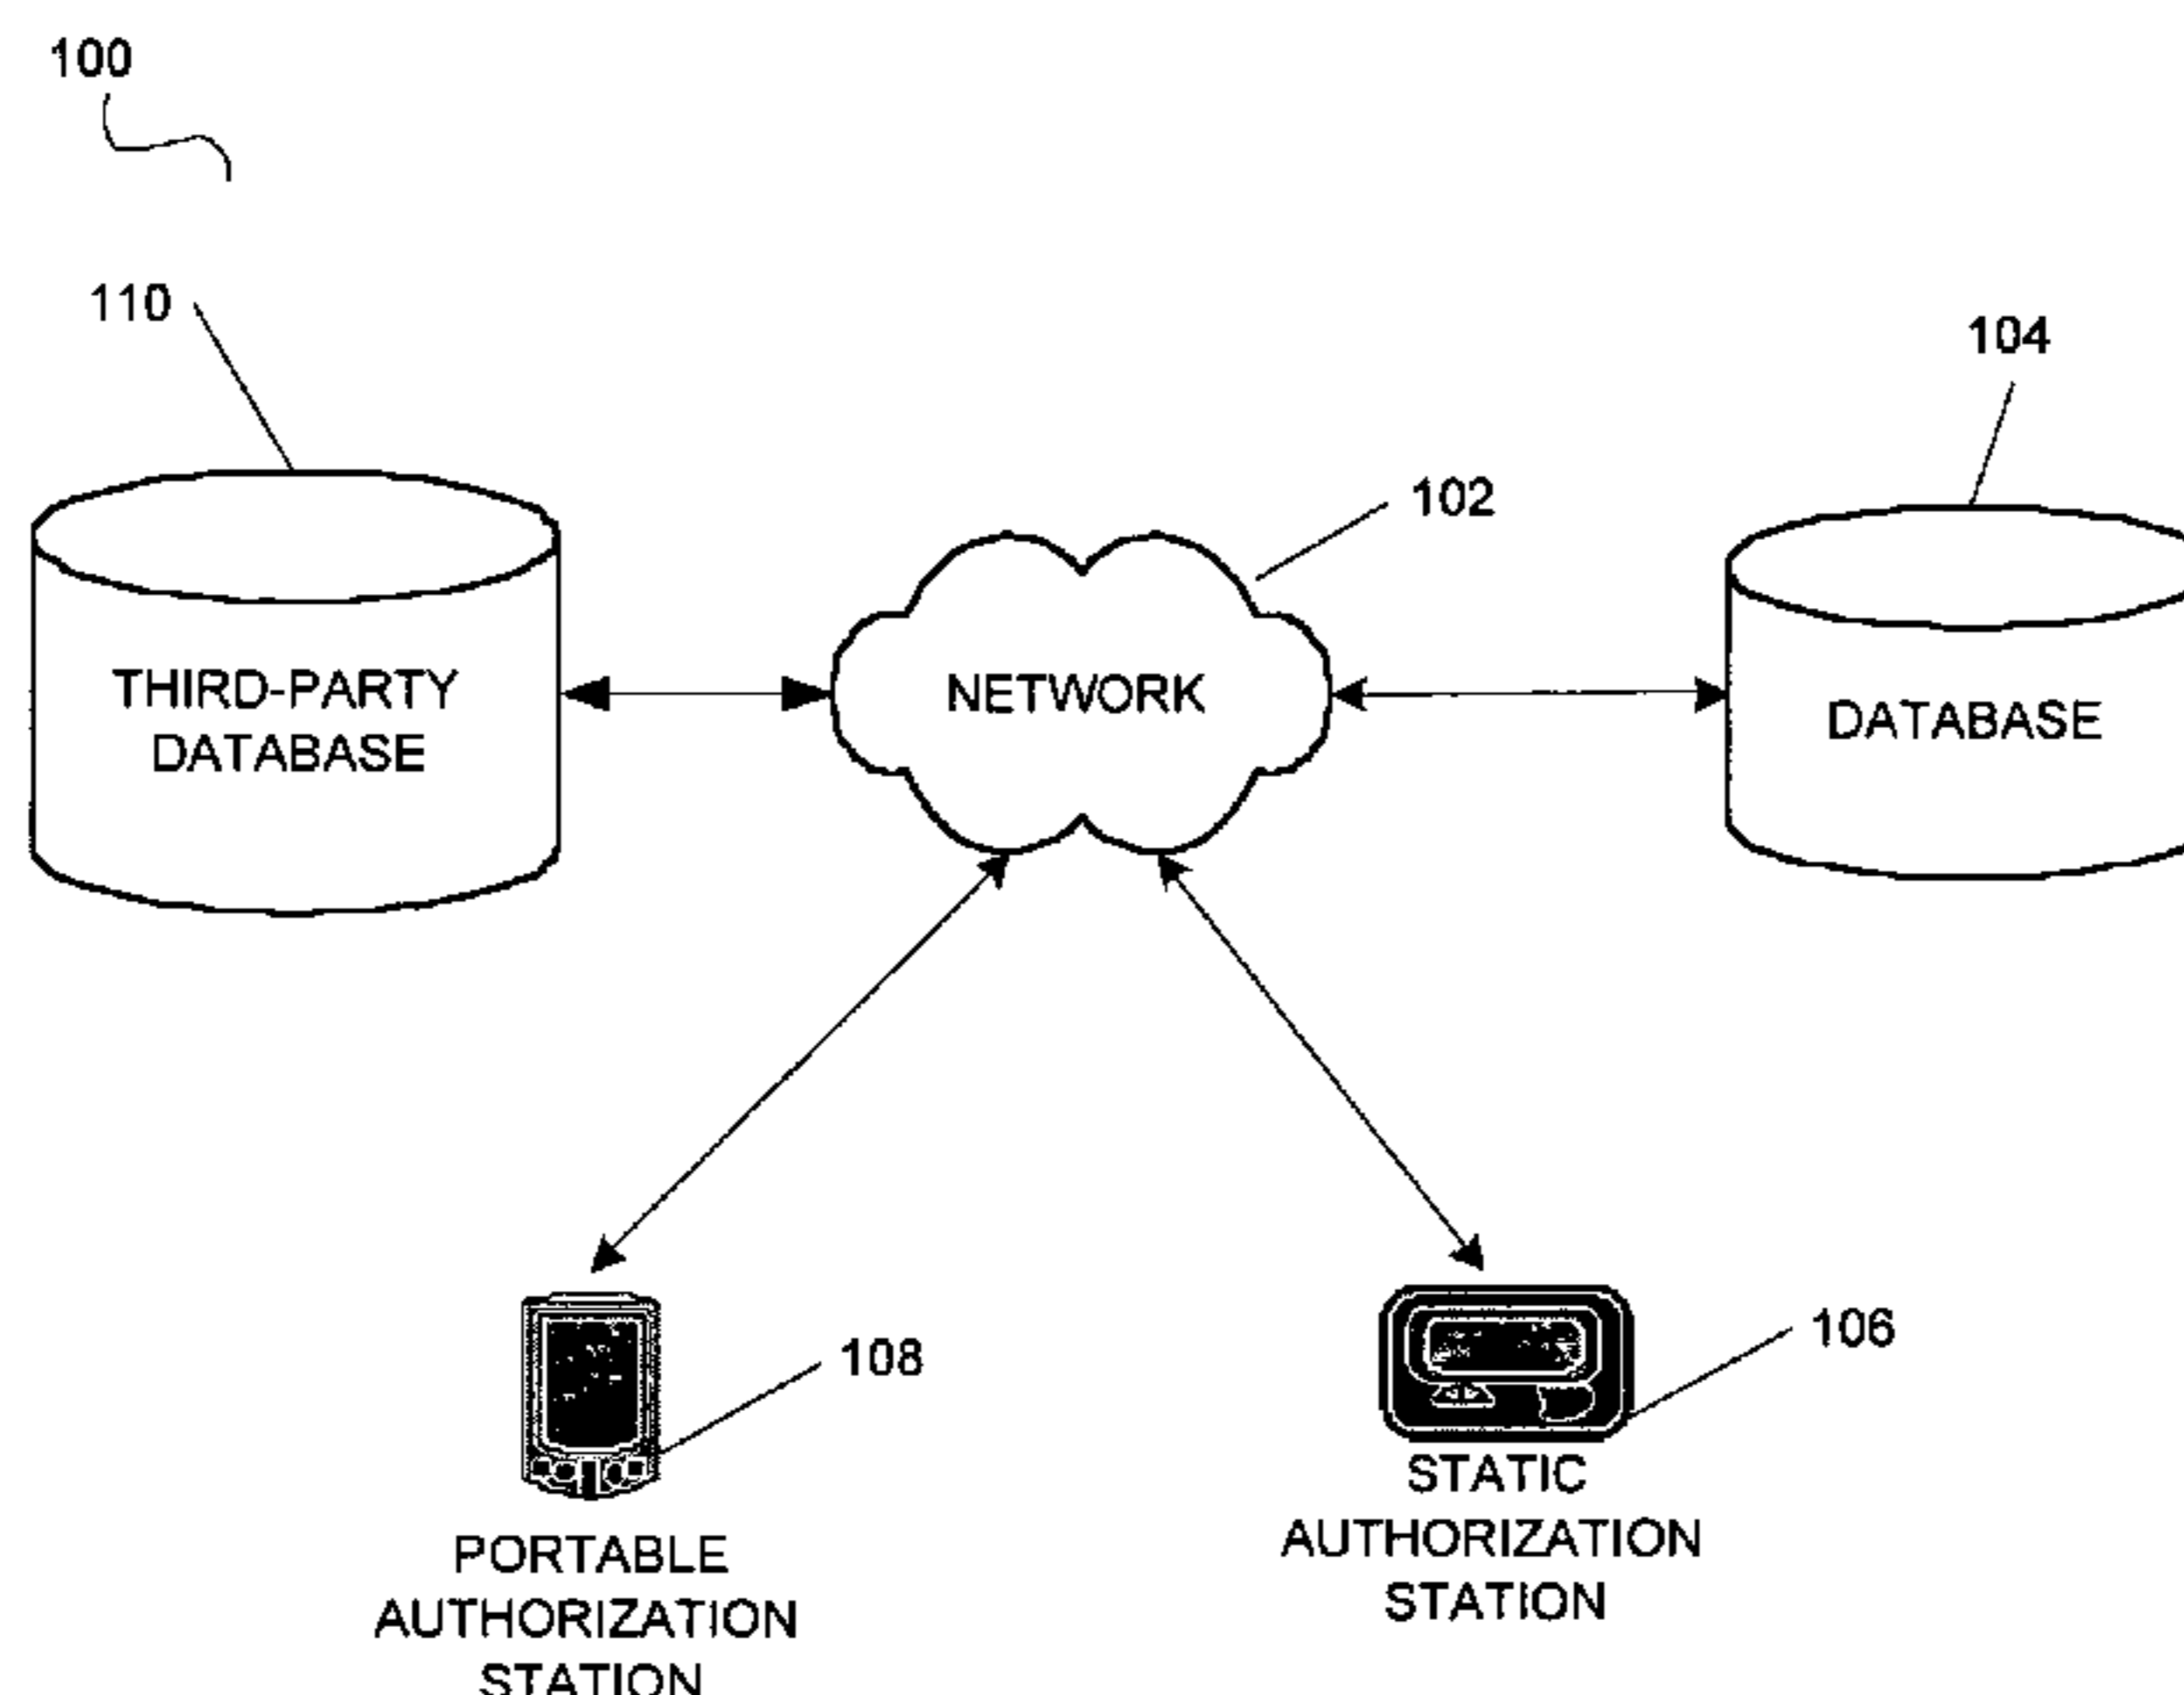 100
110
104
102
THIRD-PARTY
DATABASE
NETWORK
DATABASE
108
106
STATIC
AUTHORIZATION
STATION
PORTABLE
AUTHORIZATION
STATION